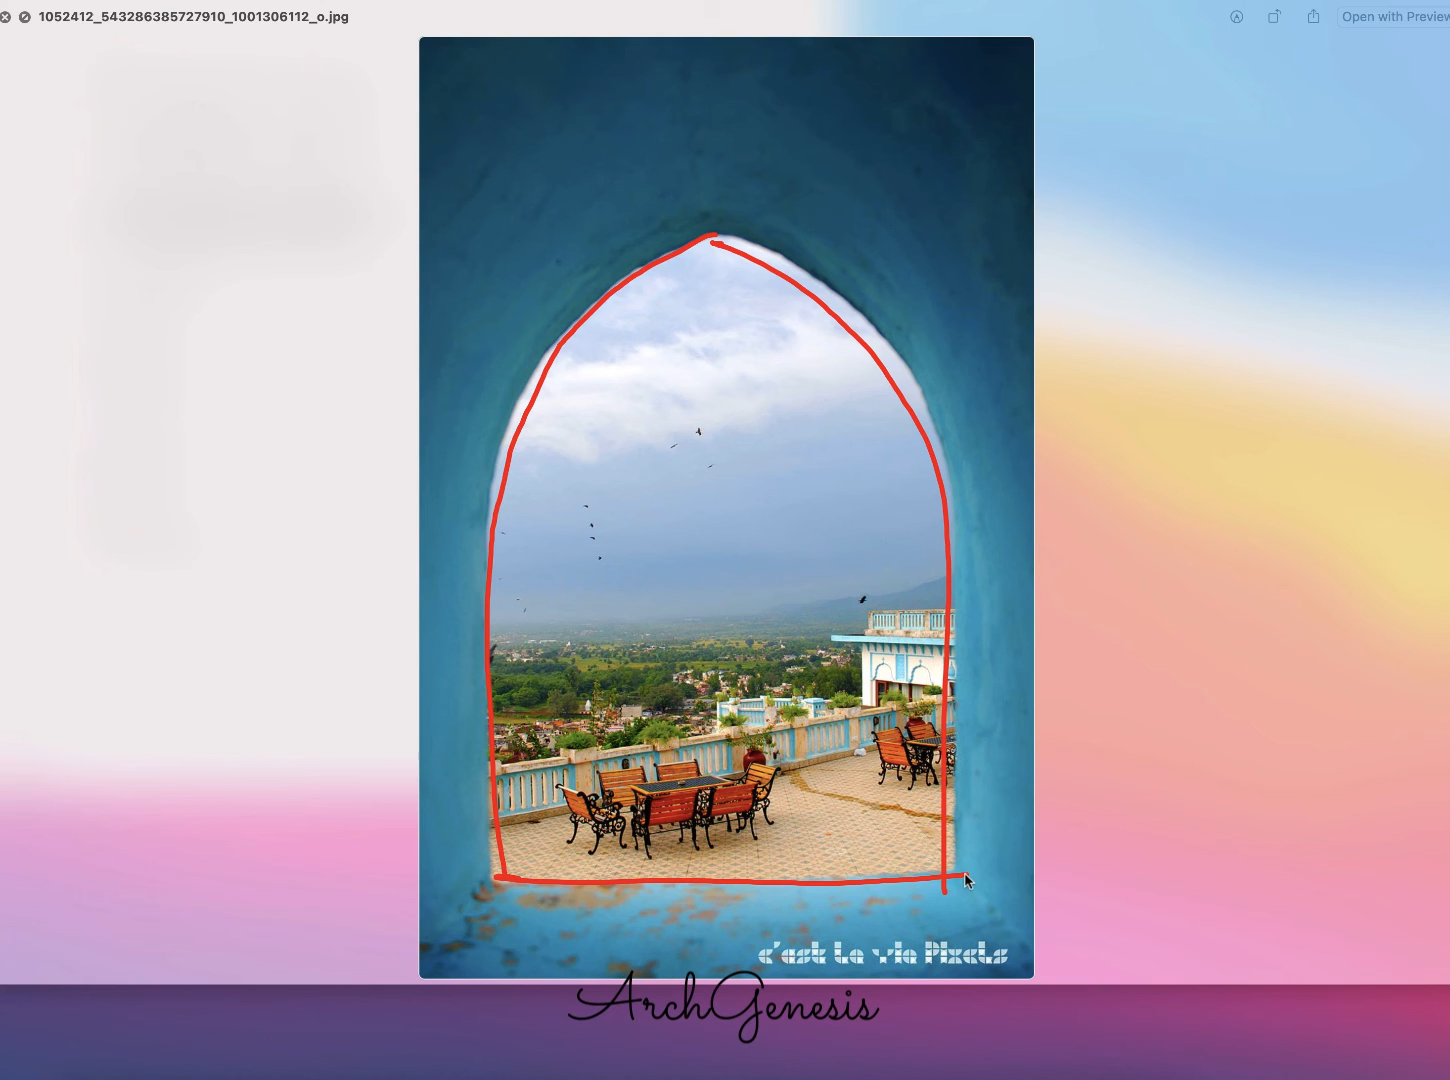 1052412_543286385727910_1001306112_o.jpg
Open with Preview
c'est la vie Pixels
ArchGenesis